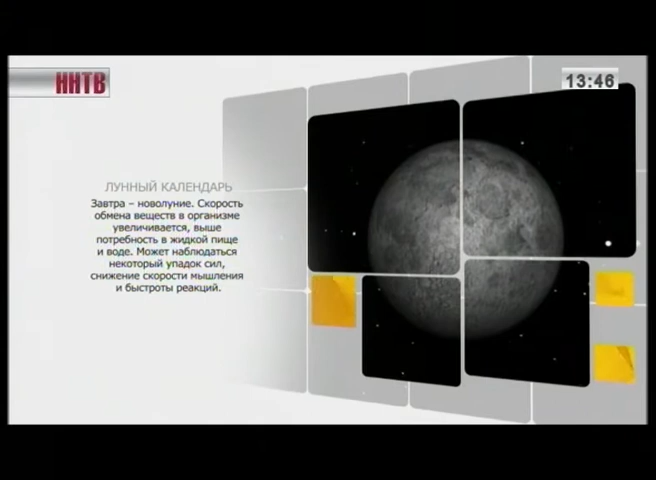 ННТВ
13:46
ЛУННЫЙ КАЛЕНДАРЬ
Завтра – новолуние. Скорость
обмена веществ в организме
увеличивается, выше
потребность в жидкой пище
и воде. Может наблюдаться
некоторый упадок сил,
снижение скорости мышления
и быстроты реакций.